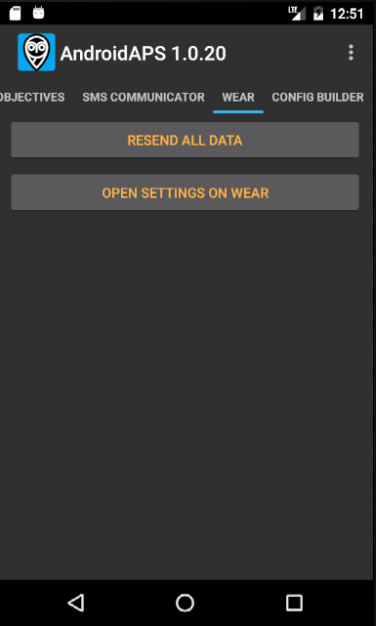 LTE 12:51
AndroidAPS 1.0.20
OBJECTIVES SMS COMMUNICATOR WEAR CONFIG BUILDER
RESEND ALL DATA
OPEN SETTINGS ON WEAR